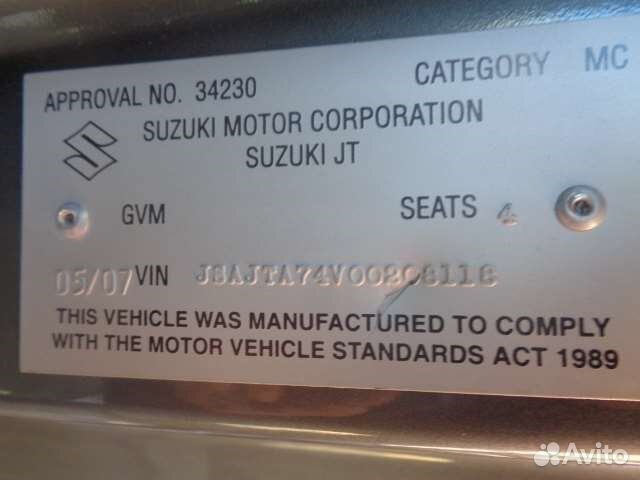 APPROVAL NO. 34230 CATEGORY MC
SUZUKI MOTOR CORPORATION
SUZUKI JT
GVM SEATS 4
05/07 VIN JSAJTA74V00208118
THIS VEHICLE WAS MANUFACTURED TO COMPLY
WITH THE MOTOR VEHICLE STANDARDS ACT 1989
Avito